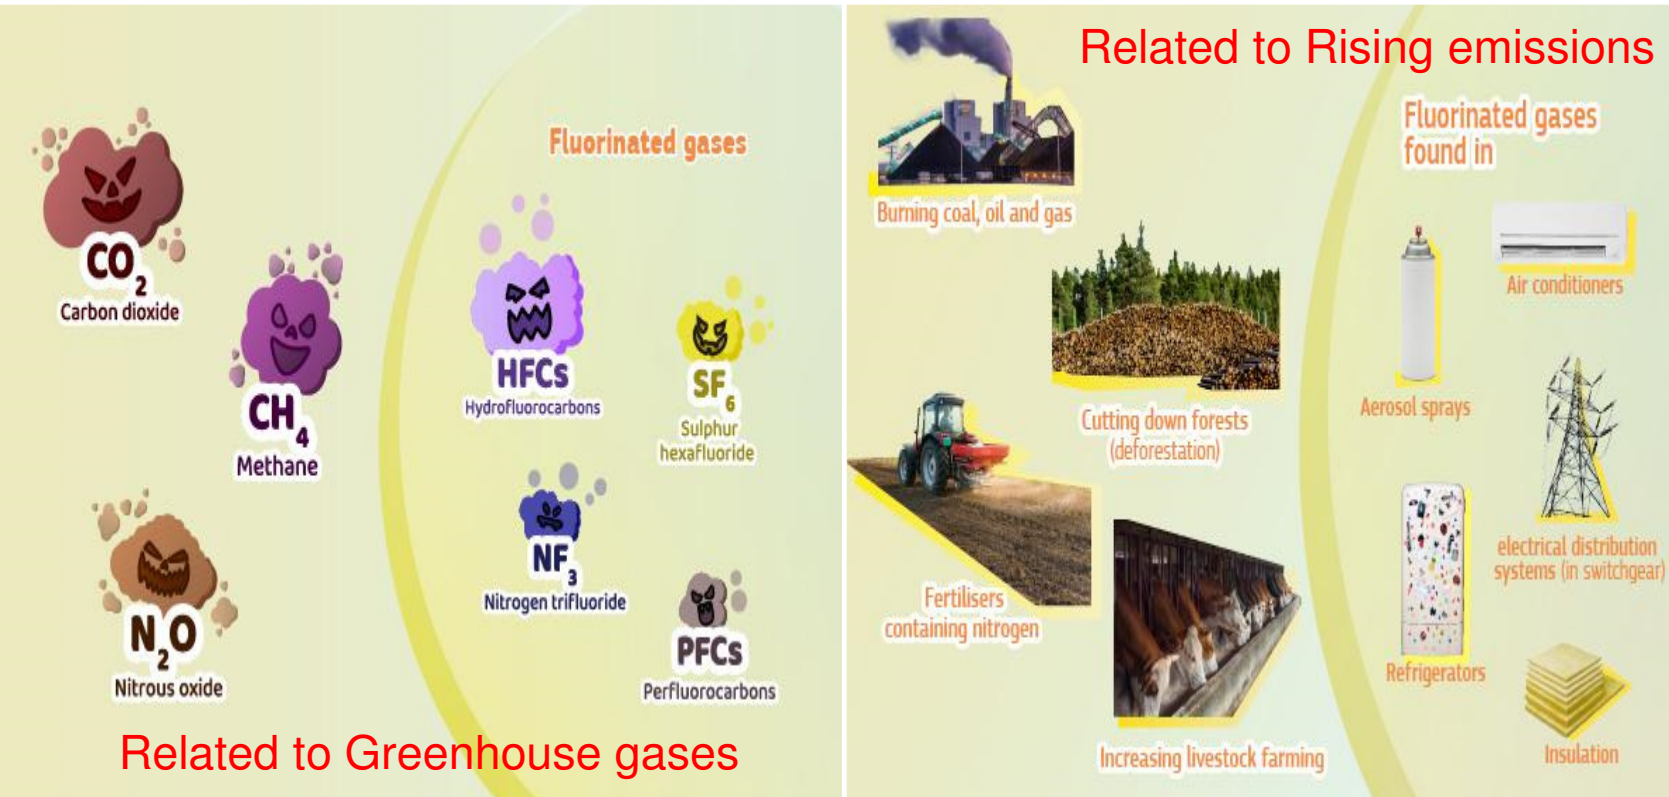 Fluorinated gases
CO2
Carbon dioxide
CH4
Methane
N2O
Nitrous oxide
HFCs
Hydrofluorocarbons
SF6
Sulphur
hexafluoride
NF3
Nitrogen trifluoride
PFCs
Perfluorocarbons
Related to Greenhouse gases
Related to Rising emissions
Burning coal, oil and gas
Cutting down forests
(deforestation)
Fertilisers
containing nitrogen
Increasing livestock farming
Fluorinated gases
found in
Air conditioners
Aerosol sprays
electrical distribution
systems (in switchgear)
Refrigerators
Insulation